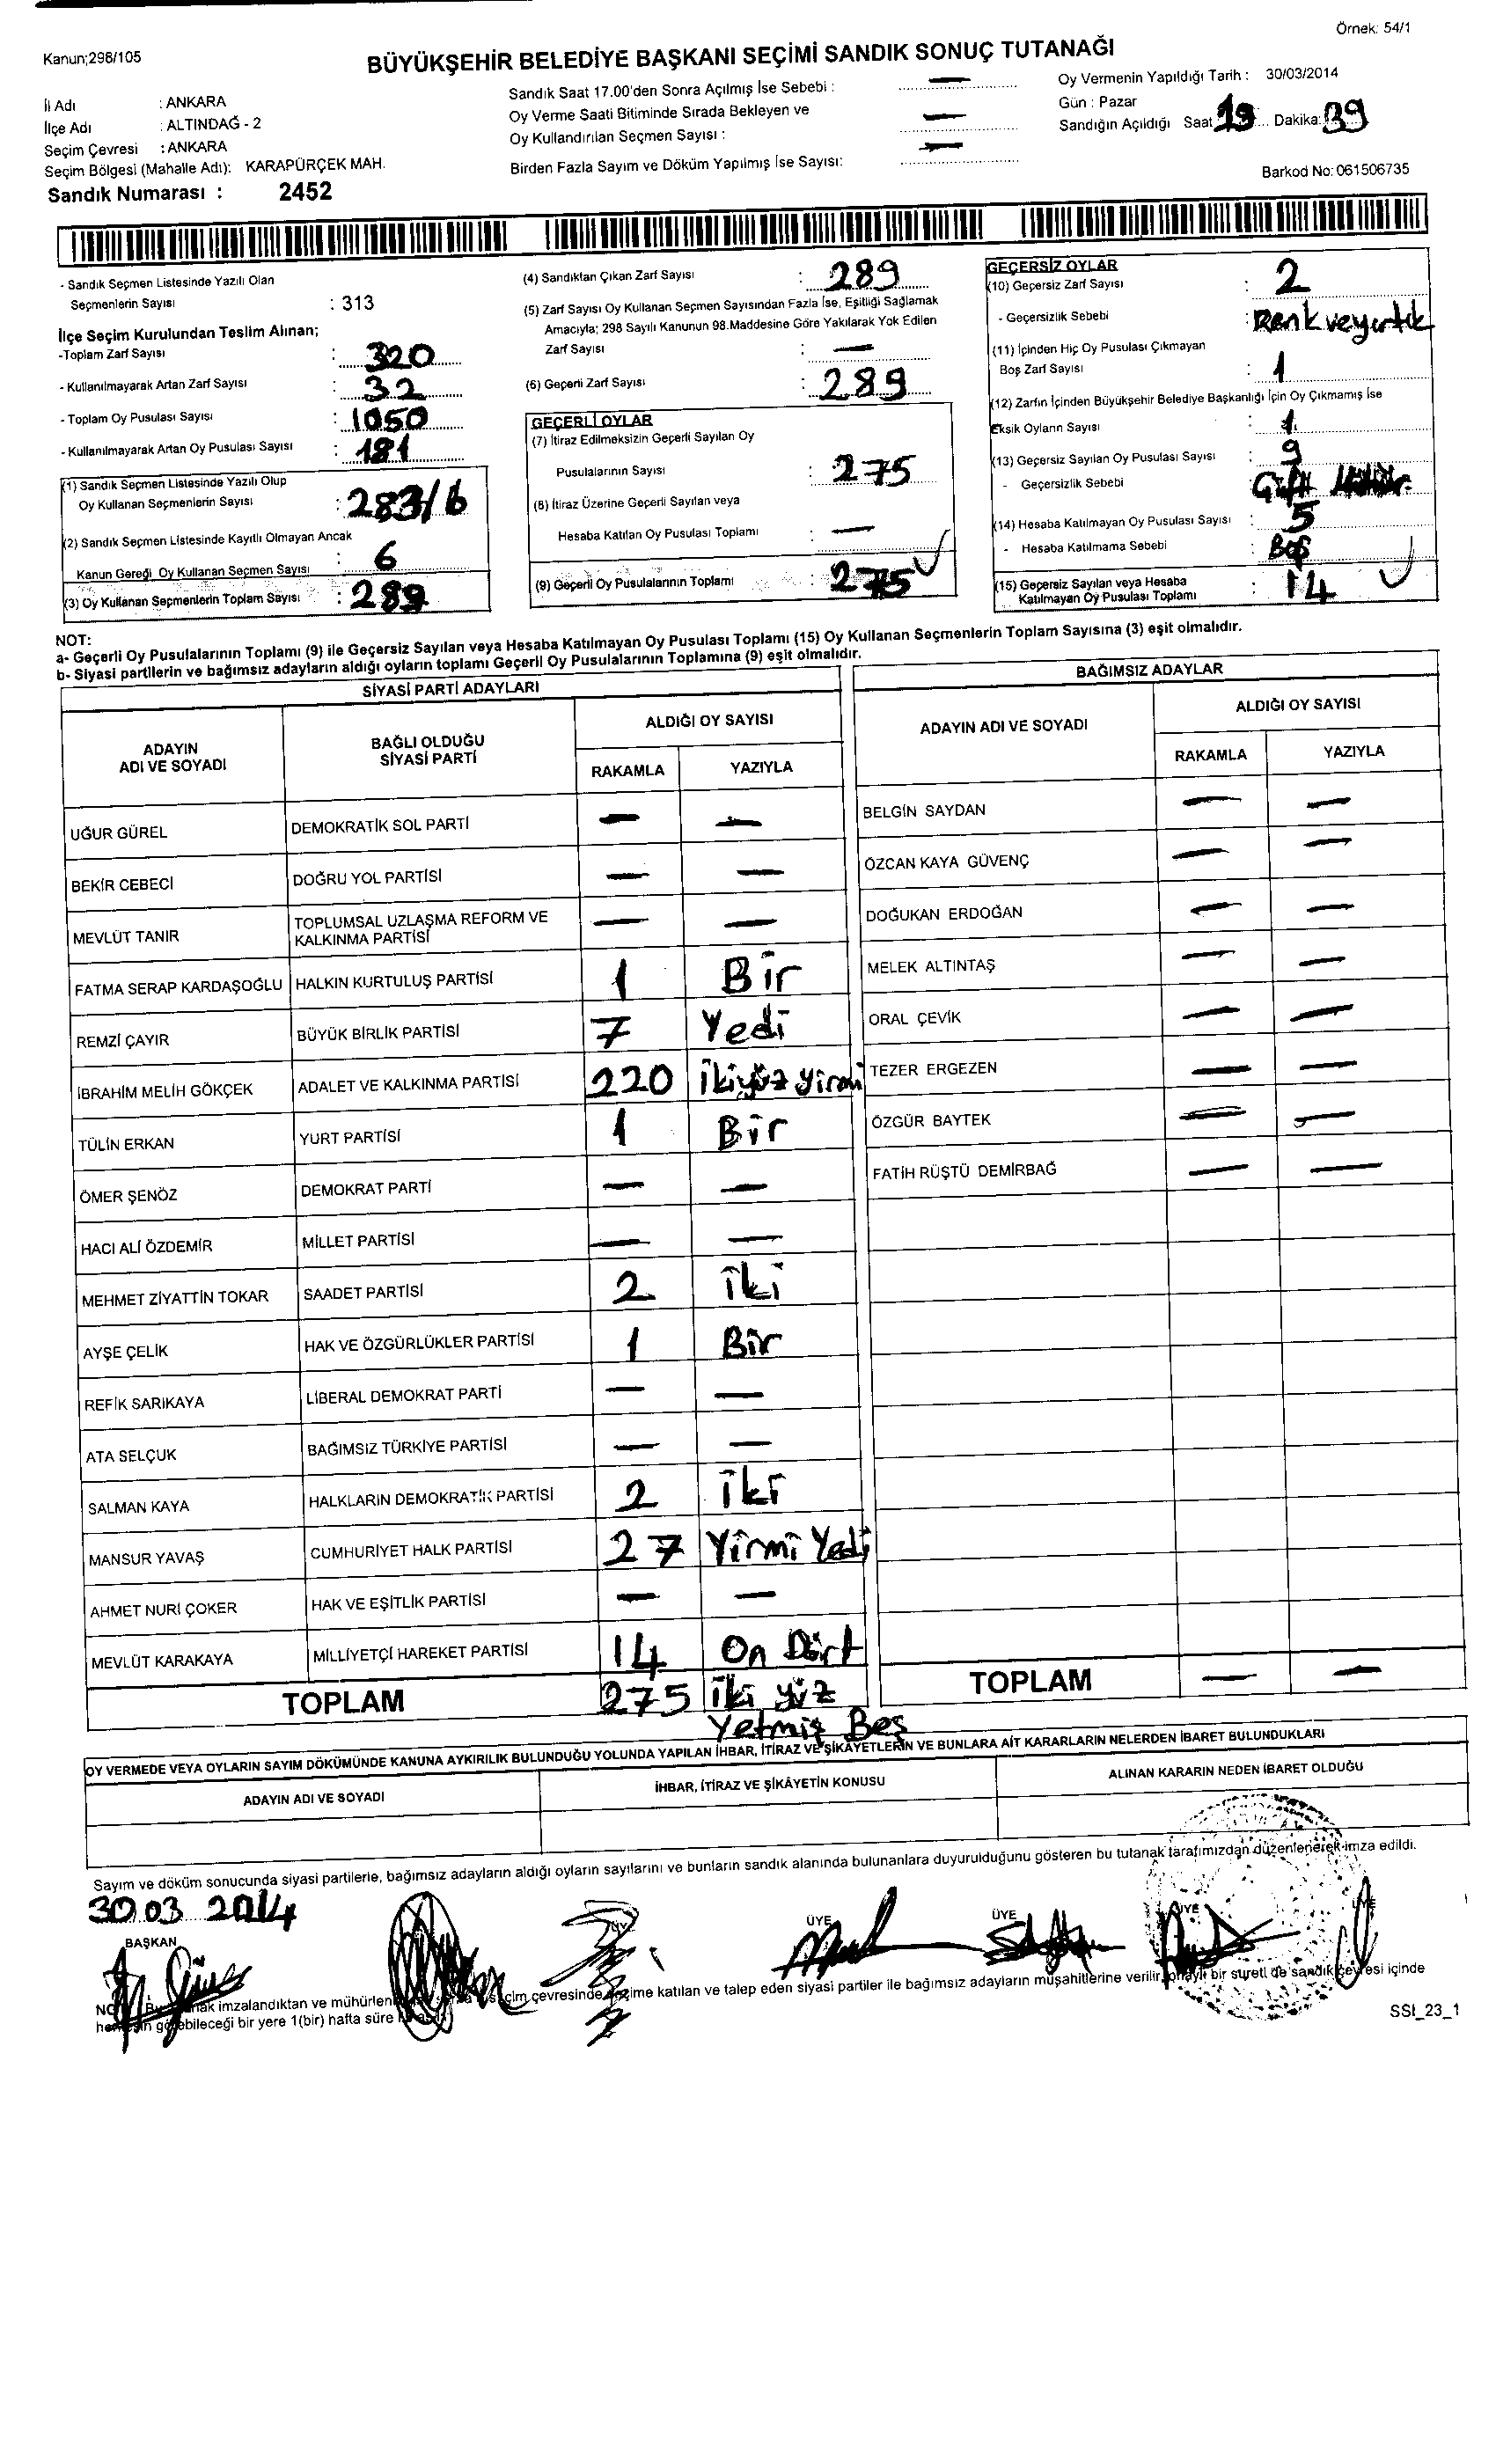 Örnek: 54/1
Kanun;298/105
BÜYÜKŞEHİR BELEDİYE BAŞKANI SEÇİMİ SANDIK SONUÇ TUTANAĞI
İl Adı : ANKARA
İlçe Adı : ALTINDAĞ - 2
Seçim Çevresi : ANKARA
Seçim Bölgesi (Mahalle Adı): KARAPÜRÇEK MAH.
Sandık Numarası : 2452
Sandık Saat 17.00'den Sonra Açılmış İse Sebebi : —
Oy Verme Saati Bitiminde Sırada Bekleyen ve
Oy Kullandırılan Seçmen Sayısı : —
Birden Fazla Sayım ve Döküm Yapılmış İse Sayısı: —
Oy Vermenin Yapıldığı Tarih : 30/03/2014
Gün : Pazar
Sandığın Açıldığı Saat 19 Dakika: 39
Barkod No: 061506735
- Sandık Seçmen Listesinde Yazılı Olan
Seçmenlerin Sayısı : 313
İlçe Seçim Kurulundan Teslim Alınan;
-Toplam Zarf Sayısı : 320
- Kullanılmayarak Artan Zarf Sayısı : 32
- Toplam Oy Pusulası Sayısı : 1050
- Kullanılmayarak Artan Oy Pusulası Sayısı : 181
(1) Sandık Seçmen Listesinde Yazılı Olup
Oy Kullanan Seçmenlerin Sayısı : 283/6
(2) Sandık Seçmen Listesinde Kayıtlı Olmayan Ancak
Kanun Gereği Oy Kullanan Seçmen Sayısı : 6
(3) Oy Kullanan Seçmenlerin Toplam Sayısı : 289
(4) Sandıktan Çıkan Zarf Sayısı : 289
(5) Zarf Sayısı Oy Kullanan Seçmen Sayısından Fazla İse, Eşitliği Sağlamak
Amacıyla; 298 Sayılı Kanunun 98.Maddesine Göre Yakılarak Yok Edilen
Zarf Sayısı : —
(6) Geçerli Zarf Sayısı : 289
GEÇERLİ OYLAR
(7) İtiraz Edilmeksizin Geçerli Sayılan Oy
Pusulalarının Sayısı : 275
(8) İtiraz Üzerine Geçerli Sayılan veya
Hesaba Katılan Oy Pusulası Toplamı : —
(9) Geçerli Oy Pusulalarının Toplamı : 275
GEÇERSİZ OYLAR
(10) Geçersiz Zarf Sayısı : 2
- Geçersizlik Sebebi : Renk ve yırtık
(11) İçinden Hiç Oy Pusulası Çıkmayan
Boş Zarf Sayısı : 1
(12) Zarfın İçinden Büyükşehir Belediye Başkanlığı İçin Oy Çıkmamış İse
Eksik Oyların Sayısı : 1
(13) Geçersiz Sayılan Oy Pusulası Sayısı : 9
- Geçersizlik Sebebi : Çift
(14) Hesaba Katılmayan Oy Pusulası Sayısı : 5
- Hesaba Katılmama Sebebi : Boş
(15) Geçersiz Sayılan veya Hesaba
Katılmayan Oy Pusulası Toplamı : 14
NOT:
a- Geçerli Oy Pusulalarının Toplamı (9) ile Geçersiz Sayılan veya Hesaba Katılmayan Oy Pusulası Toplamı (15) Oy Kullanan Seçmenlerin Toplam Sayısına (3) eşit olmalıdır.
b- Siyasi partilerin ve bağımsız adayların aldığı oyların toplamı Geçerli Oy Pusulalarının Toplamına (9) eşit olmalıdır.
SİYASİ PARTİ ADAYLARI
ADAYIN ADI VE SOYADI
BAĞLI OLDUĞU SİYASİ PARTİ
ALDIĞI OY SAYISI
RAKAMLA YAZIYLA
UĞUR GÜREL DEMOKRATİK SOL PARTİ — —
BEKİR CEBECİ DOĞRU YOL PARTİSİ — —
MEVLÜT TANIR TOPLUMSAL UZLAŞMA REFORM VE KALKINMA PARTİSİ — —
FATMA SERAP KARDAŞOĞLU HALKIN KURTULUŞ PARTİSİ 1 Bir
REMZİ ÇAYIR BÜYÜK BİRLİK PARTİSİ 7 Yedi
İBRAHİM MELİH GÖKÇEK ADALET VE KALKINMA PARTİSİ 220 İkiyüz yirmi
TÜLİN ERKAN YURT PARTİSİ 1 Bir
ÖMER ŞENÖZ DEMOKRAT PARTİ — —
HACI ALİ ÖZDEMİR MİLLET PARTİSİ — —
MEHMET ZİYATTİN TOKAR SAADET PARTİSİ 2 İki
AYŞE ÇELİK HAK VE ÖZGÜRLÜKLER PARTİSİ 1 Bir
REFİK SARIKAYA LİBERAL DEMOKRAT PARTİ — —
ATA SELÇUK BAĞIMSIZ TÜRKİYE PARTİSİ — —
SALMAN KAYA HALKLARIN DEMOKRATİK PARTİSİ 2 İki
MANSUR YAVAŞ CUMHURİYET HALK PARTİSİ 27 Yirmi Yedi
AHMET NURİ ÇOKER HAK VE EŞİTLİK PARTİSİ — —
MEVLÜT KARAKAYA MİLLİYETÇİ HAREKET PARTİSİ 14 On Dört
TOPLAM 275 İki yüz Yetmiş Beş
BAĞIMSIZ ADAYLAR
ADAYIN ADI VE SOYADI
ALDIĞI OY SAYISI
RAKAMLA YAZIYLA
BELGİN SAYDAN — —
ÖZCAN KAYA GÜVENÇ — —
DOĞUKAN ERDOĞAN — —
MELEK ALTINTAŞ — —
ORAL ÇEVİK — —
TEZER ERGEZEN — —
ÖZGÜR BAYTEK — —
FATİH RÜŞTÜ DEMİRBAĞ — —
TOPLAM — —
OY VERMEDE VEYA OYLARIN SAYIM DÖKÜMÜNDE KANUNA AYKIRILIK BULUNDUĞU YOLUNDA YAPILAN İHBAR, İTİRAZ VE ŞİKAYETLERİN VE BUNLARA AİT KARARLARIN NELERDEN İBARET BULUNDUKLARI
ADAYIN ADI VE SOYADI
İHBAR, İTİRAZ VE ŞİKÂYETİN KONUSU
ALINAN KARARIN NEDEN İBARET OLDUĞU
Sayım ve döküm sonucunda siyasi partilerle, bağımsız adayların aldığı oyların sayılarını ve bunların sandık alanında bulunanlara duyurulduğunu gösteren bu tutanak tarafımızdan düzenlenerek imza edildi.
30.03.2014
BAŞKAN ÜYE ÜYE ÜYE ÜYE
imzalandıktan ve mühürlen çevresinde seçime katılan ve talep eden siyasi partiler ile bağımsız adayların müşahitlerine verilir, onaylı bir sureti de sandık çevresi içinde
herkesin görebileceği bir yere 1(bir) hafta süre
SSI_23_1